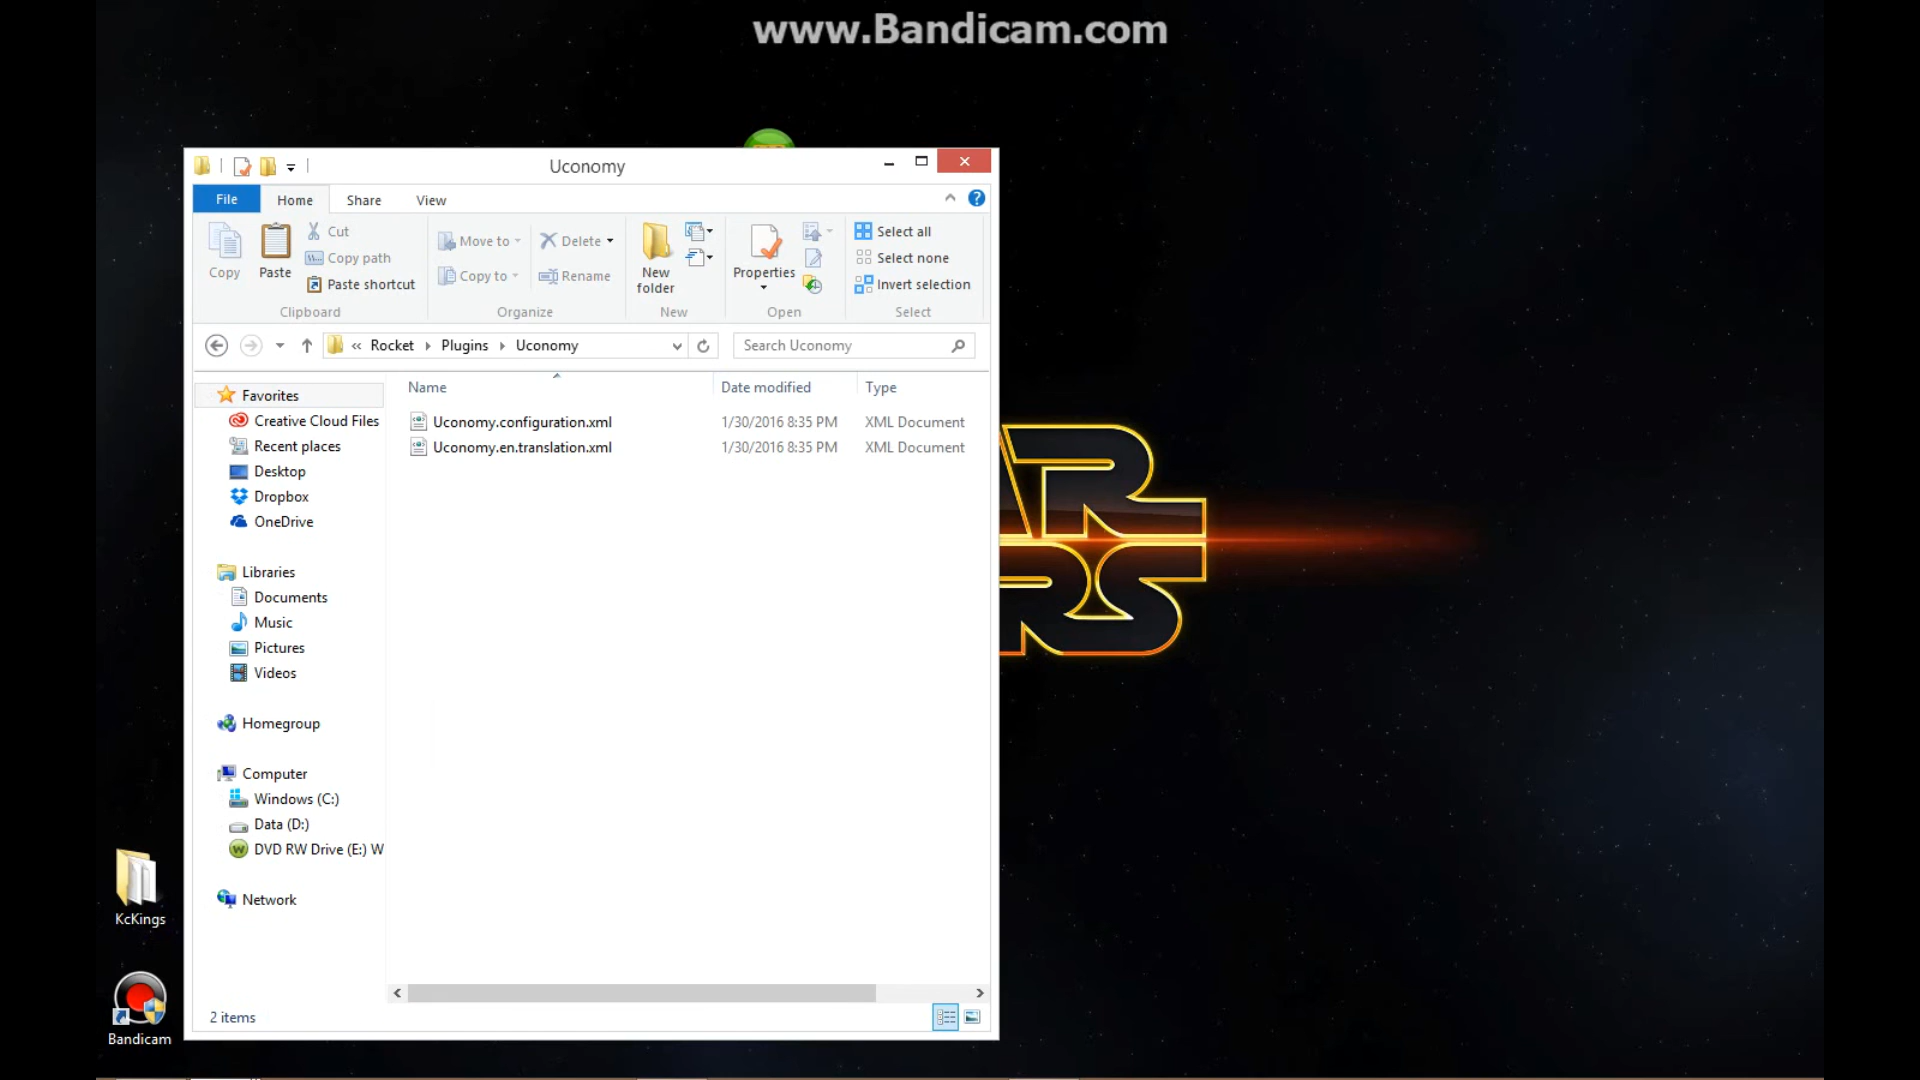 www.Bandicam.com
Uconomy
File Home Share View
Copy
Paste
Cut
Copy path
Paste shortcut
Clipboard
Move to
Copy to
Delete
Rename
Organize
New
folder
New
Properties
Open
Select all
Select none
Invert selection
Select
« Rocket Plugins Uconomy
Search Uconomy
Name Date modified Type
Uconomy.configuration.xml 1/30/2016 8:35 PM XML Document
Uconomy.en.translation.xml 1/30/2016 8:35 PM XML Document
Favorites
Creative Cloud Files
Recent places
Desktop
Dropbox
OneDrive
Libraries
Documents
Music
Pictures
Videos
Homegroup
Computer
Windows (C:)
Data (D:)
DVD RW Drive (E:) W
Network
2 items
KcKings
Bandicam
AR
RS